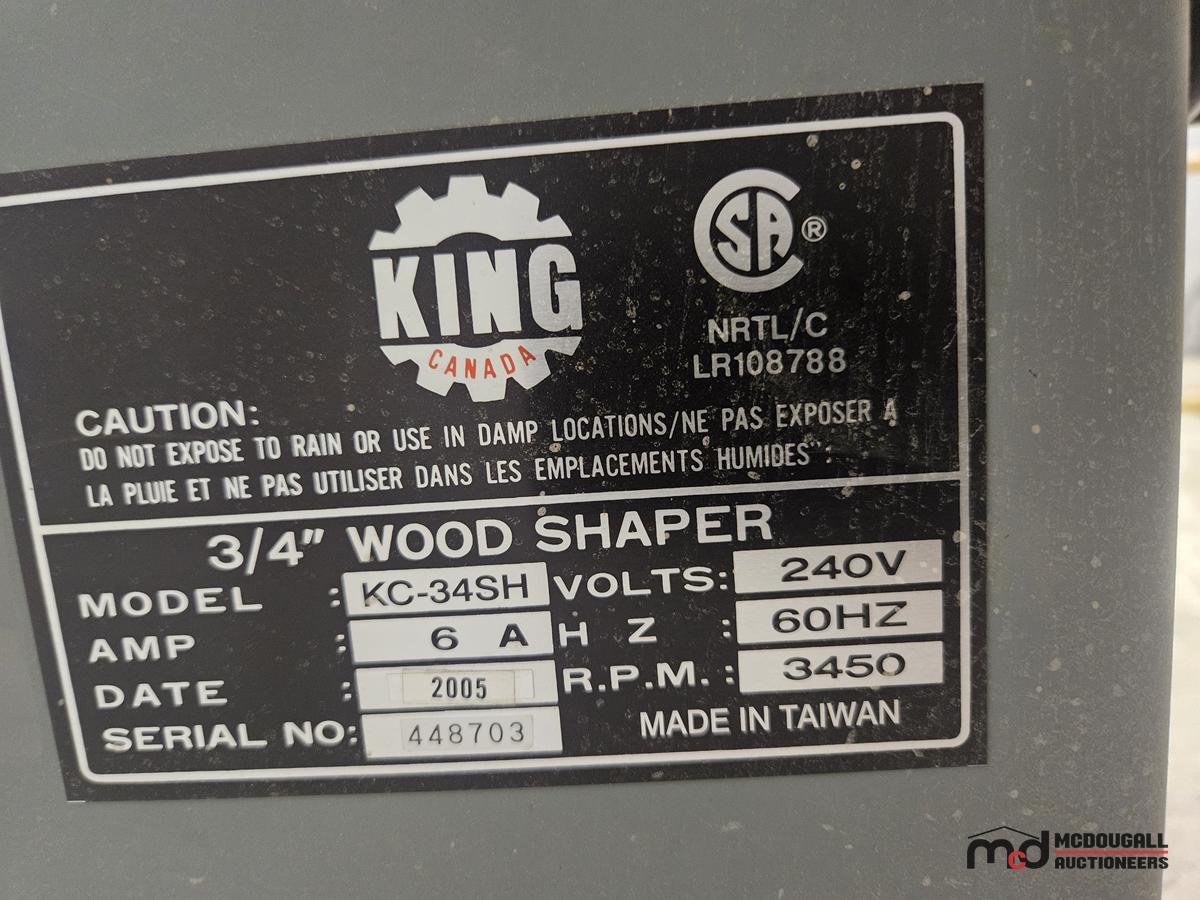 KING
CANADA
CSA®
NRTL/C
LR108788
CAUTION:
DO NOT EXPOSE TO RAIN OR USE IN DAMP LOCATIONS/NE PAS EXPOSER A
LA PLUIE ET NE PAS UTILISER DANS LES EMPLACEMENTS HUMIDES":
3/4" WOOD SHAPER
MODEL : KC-34SH VOLTS: 240V
AMP : 6 A H Z : 60HZ
DATE : 2005 R.P.M. : 3450
SERIAL NO: 448703 MADE IN TAIWAN
mcd MCDOUGALL
AUCTIONEERS